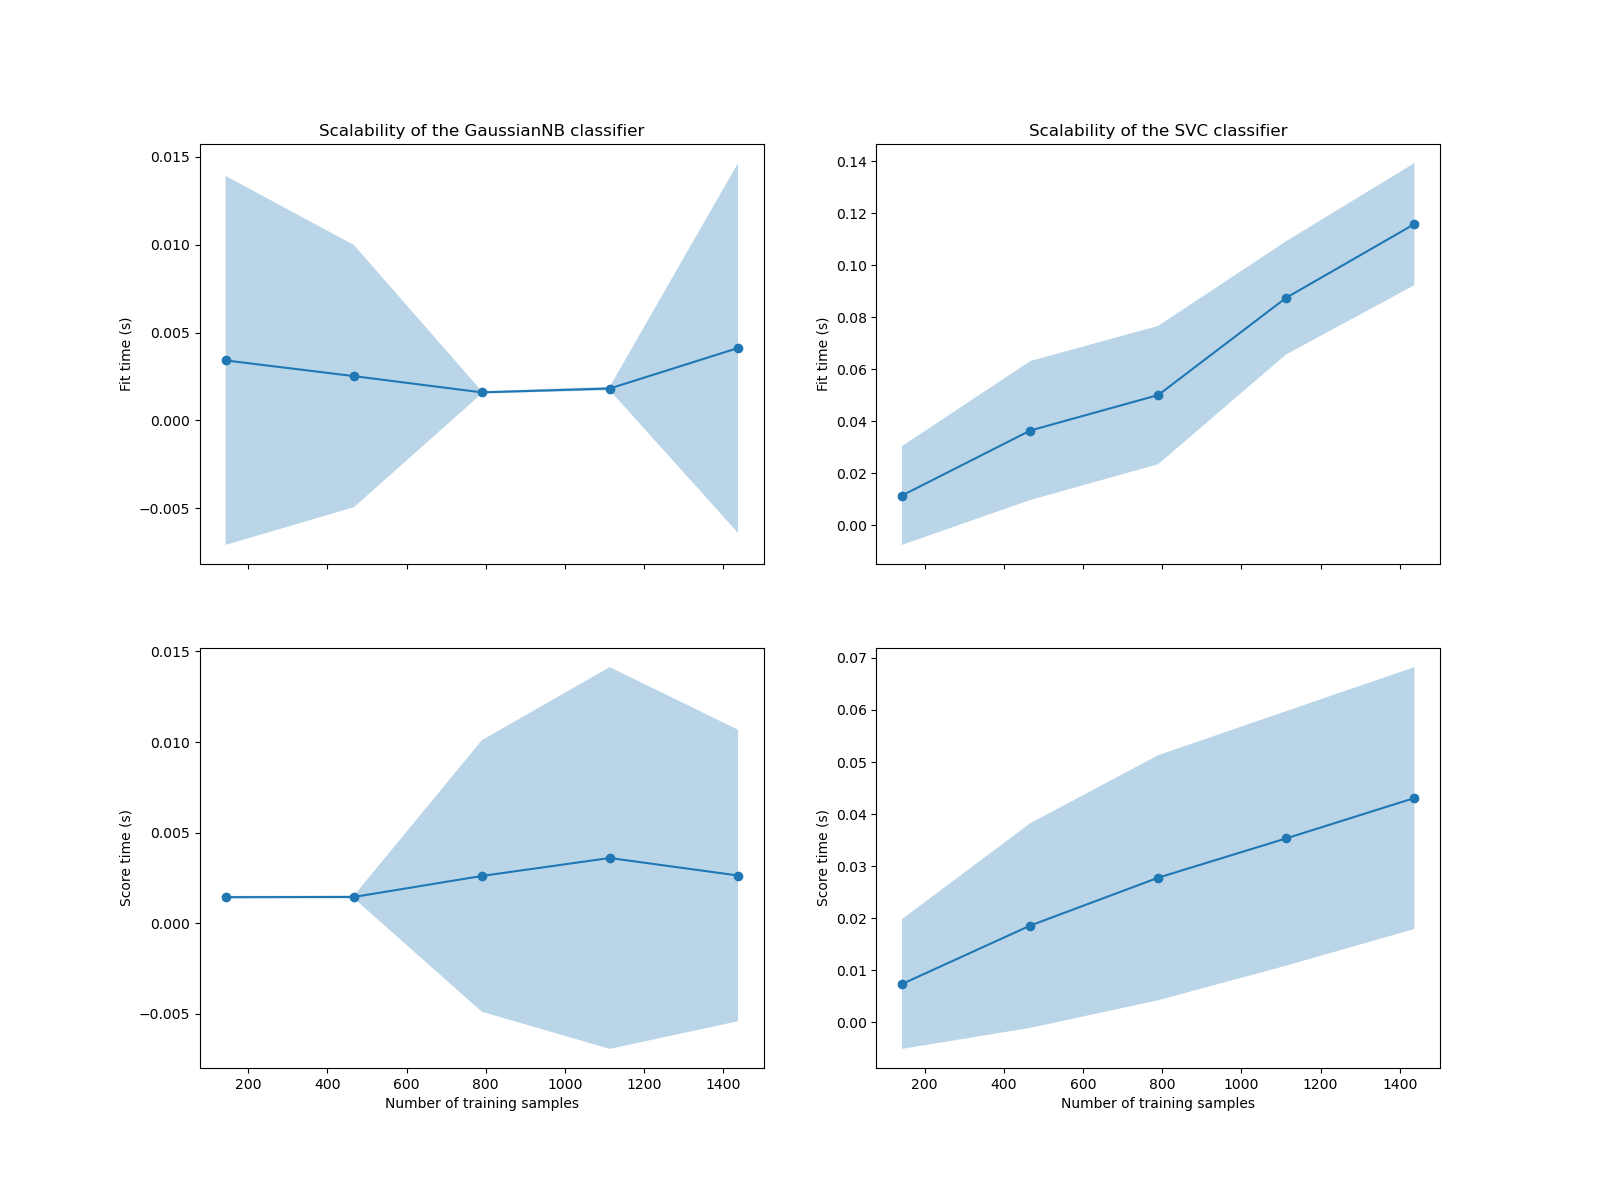 Scalability of the GaussianNB classifier
0.015
0.010
0.005
0.000
−0.005
Fit time (s)
Scalability of the SVC classifier
0.14
0.12
0.10
0.08
0.06
0.04
0.02
0.00
Fit time (s)
0.015
0.010
0.005
0.000
−0.005
Score time (s)
200 400 600 800 1000 1200 1400
Number of training samples
0.07
0.06
0.05
0.04
0.03
0.02
0.01
0.00
Score time (s)
200 400 600 800 1000 1200 1400
Number of training samples